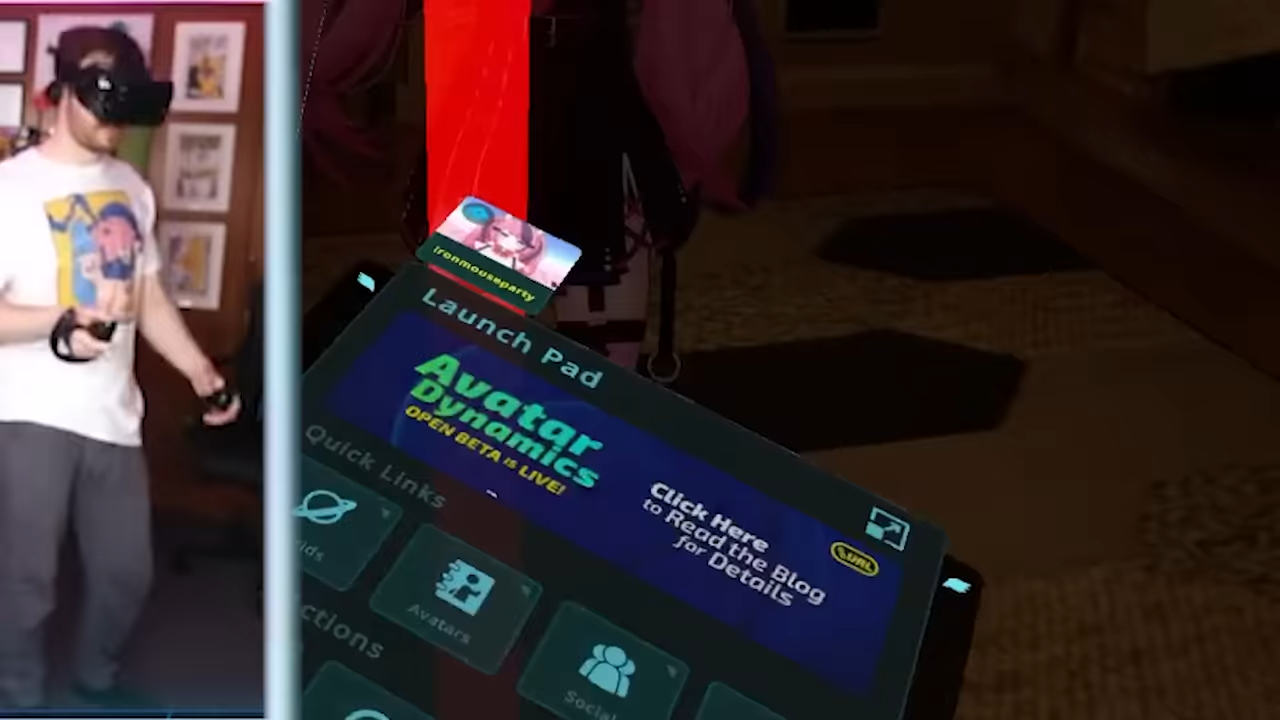 ironmouseparty
Launch Pad
Avatar
Dynamics
OPEN BETA is LIVE!
Click Here
to Read the Blog
for Details
URL
Quick Links
Avatars
Social